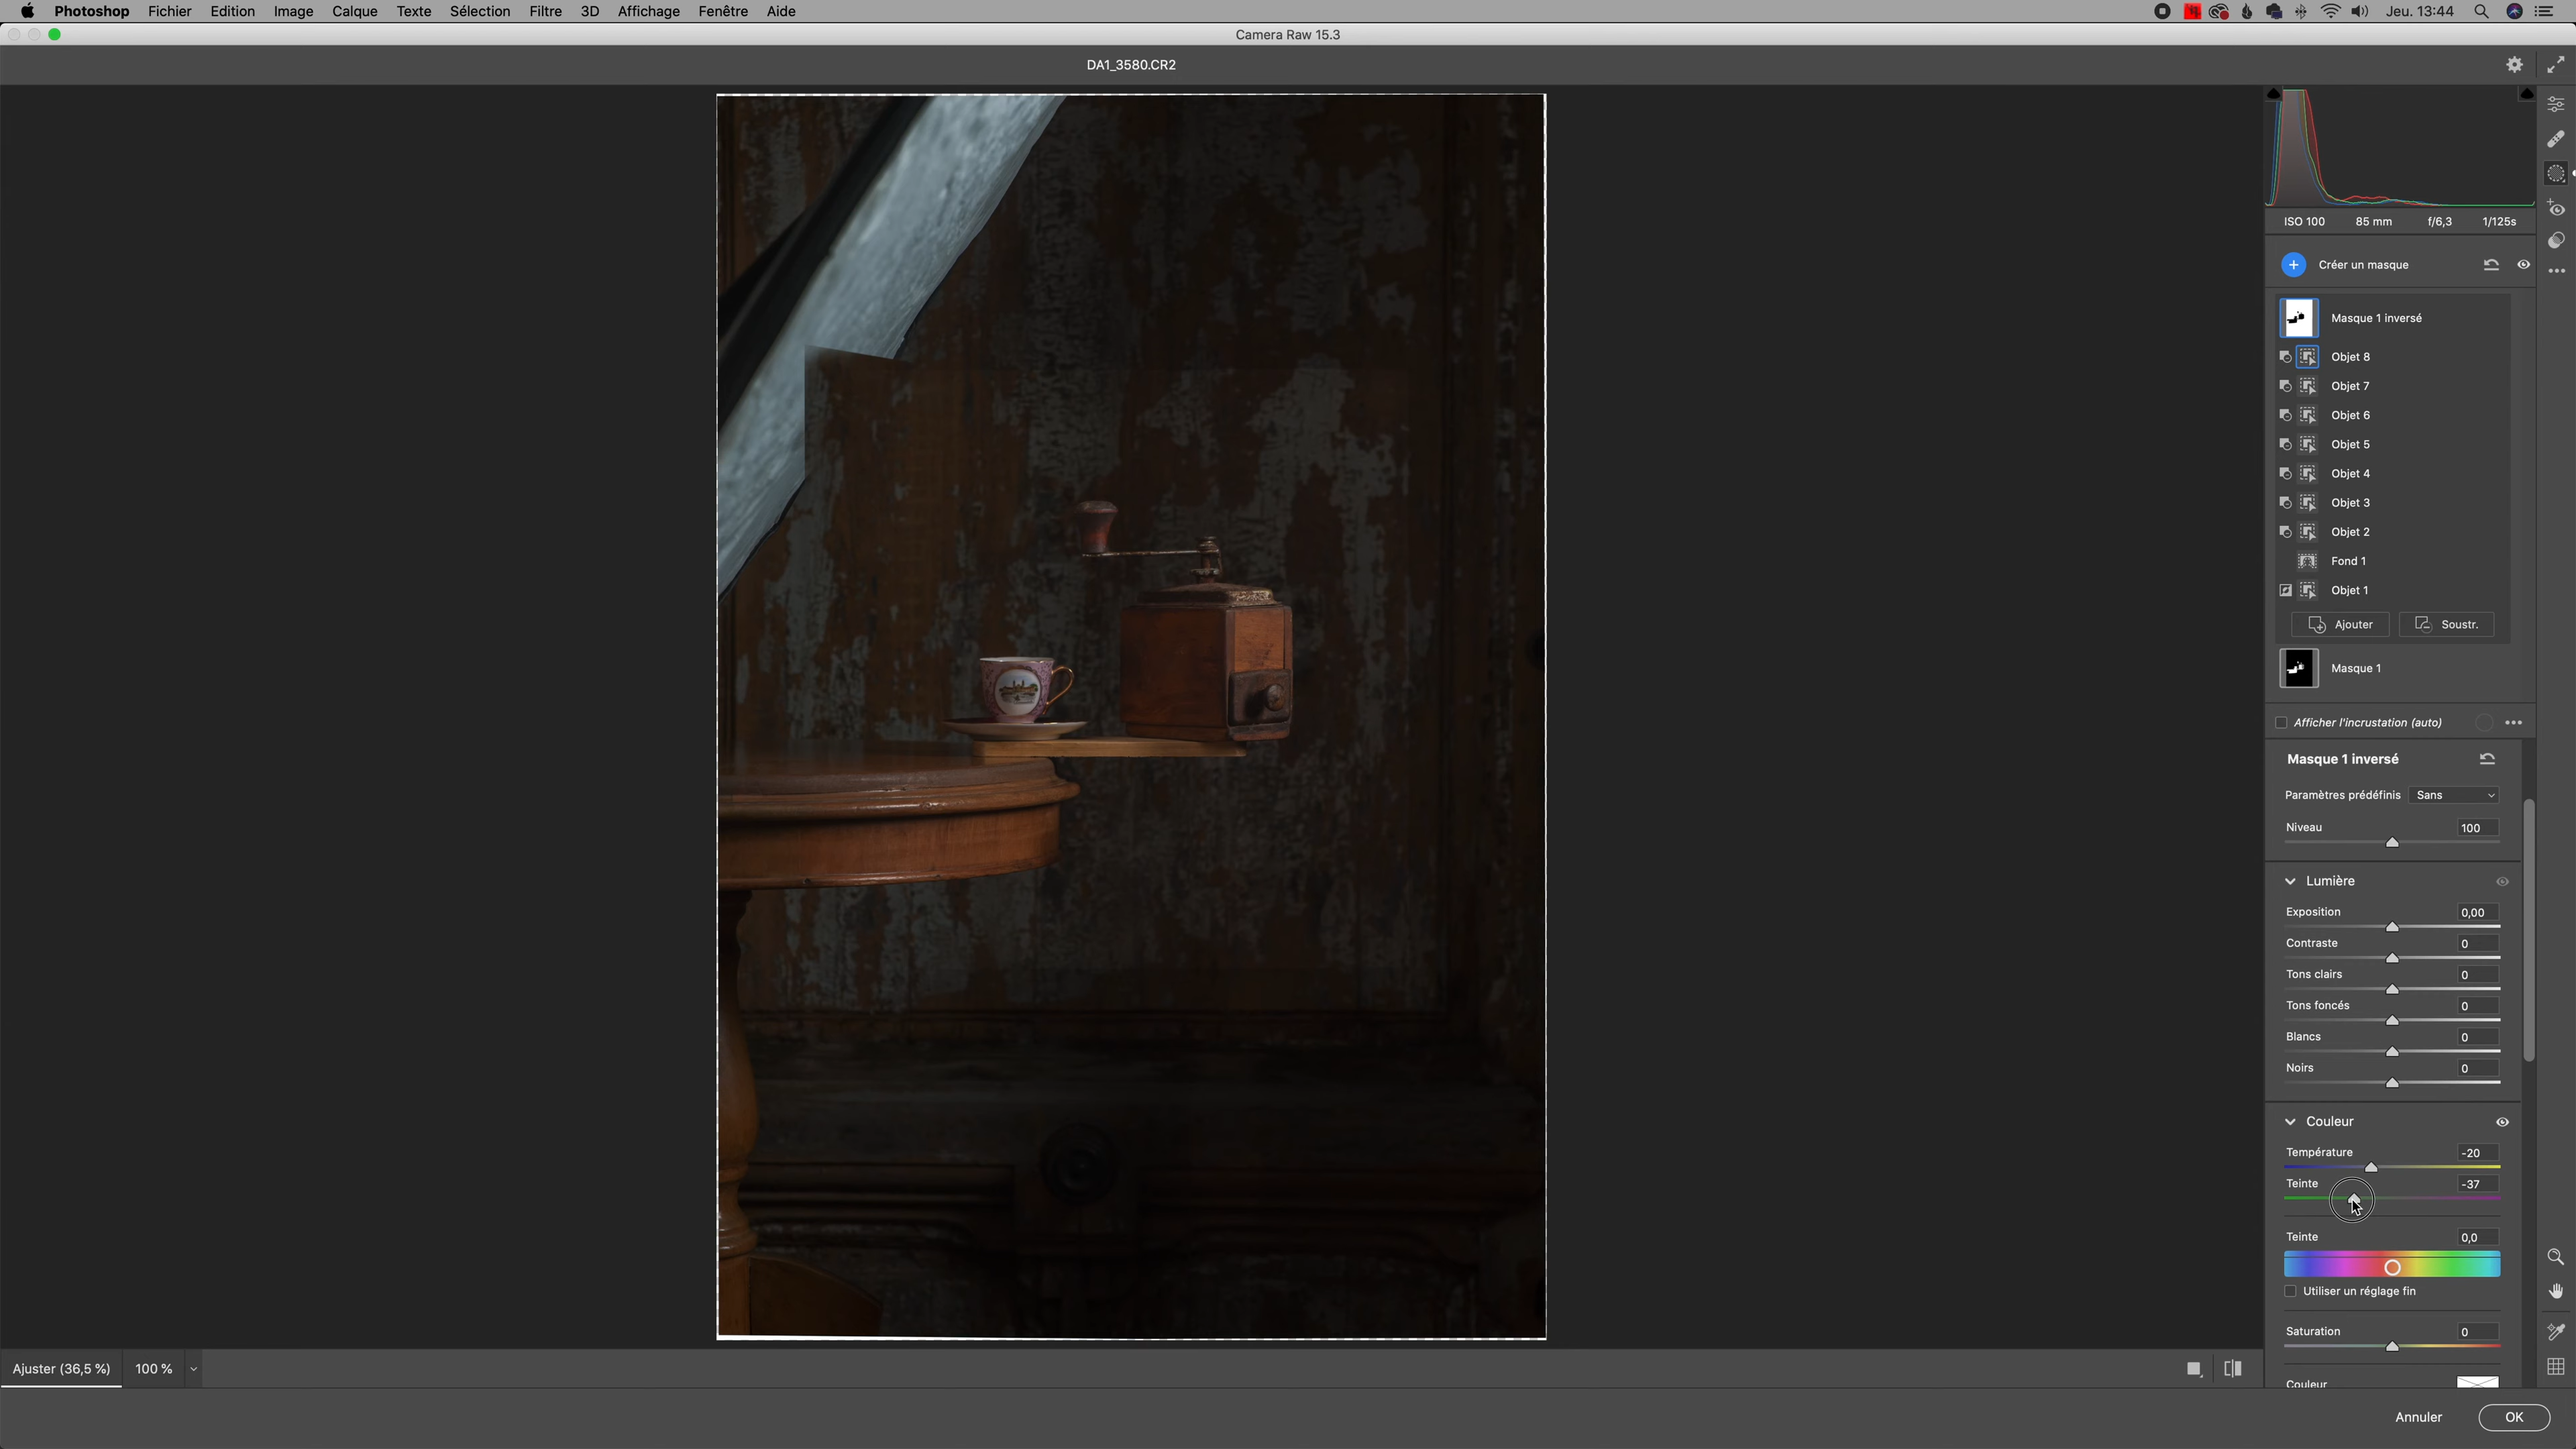 Photoshop Fichier Edition Image Calque Texte Sélection Filtre 3D Affichage Fenêtre Aide Jeu. 13:44
Camera Raw 15.3
DA1_3580.CR2
ISO 100 85 mm f/6,3 1/125s
Créer un masque
Masque 1 inversé
Objet 8
Objet 7
Objet 6
Objet 5
Objet 4
Objet 3
Objet 2
Fond 1
Objet 1
Ajouter Soustr.
Masque 1
Afficher l'incrustation (auto)
Masque 1 inversé
Paramètres prédéfinis Sans
Niveau 100
Lumière
Exposition 0,00
Contraste 0
Tons clairs 0
Tons foncés 0
Blancs 0
Noirs 0
Couleur
Température -20
Teinte -37
Teinte 0,0
Utiliser un réglage fin
Saturation 0
Couleur
Ajuster (36,5 %) 100 %
Annuler OK